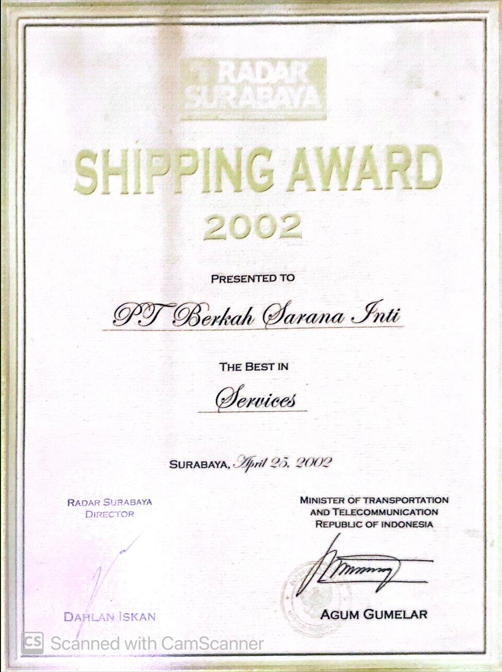 RADAR
SURABAYA
SHIPPING AWARD
2002
PRESENTED TO
PT Berkah Sarana Inti
THE BEST IN
Services
SURABAYA, April 25, 2002
RADAR SURABAYA
DIRECTOR
DAHLAN ISKAN
MINISTER OF TRANSPORTATION
AND TELECOMMUNICATION
REPUBLIC OF INDONESIA
AGUM GUMELAR
CS Scanned with CamScanner